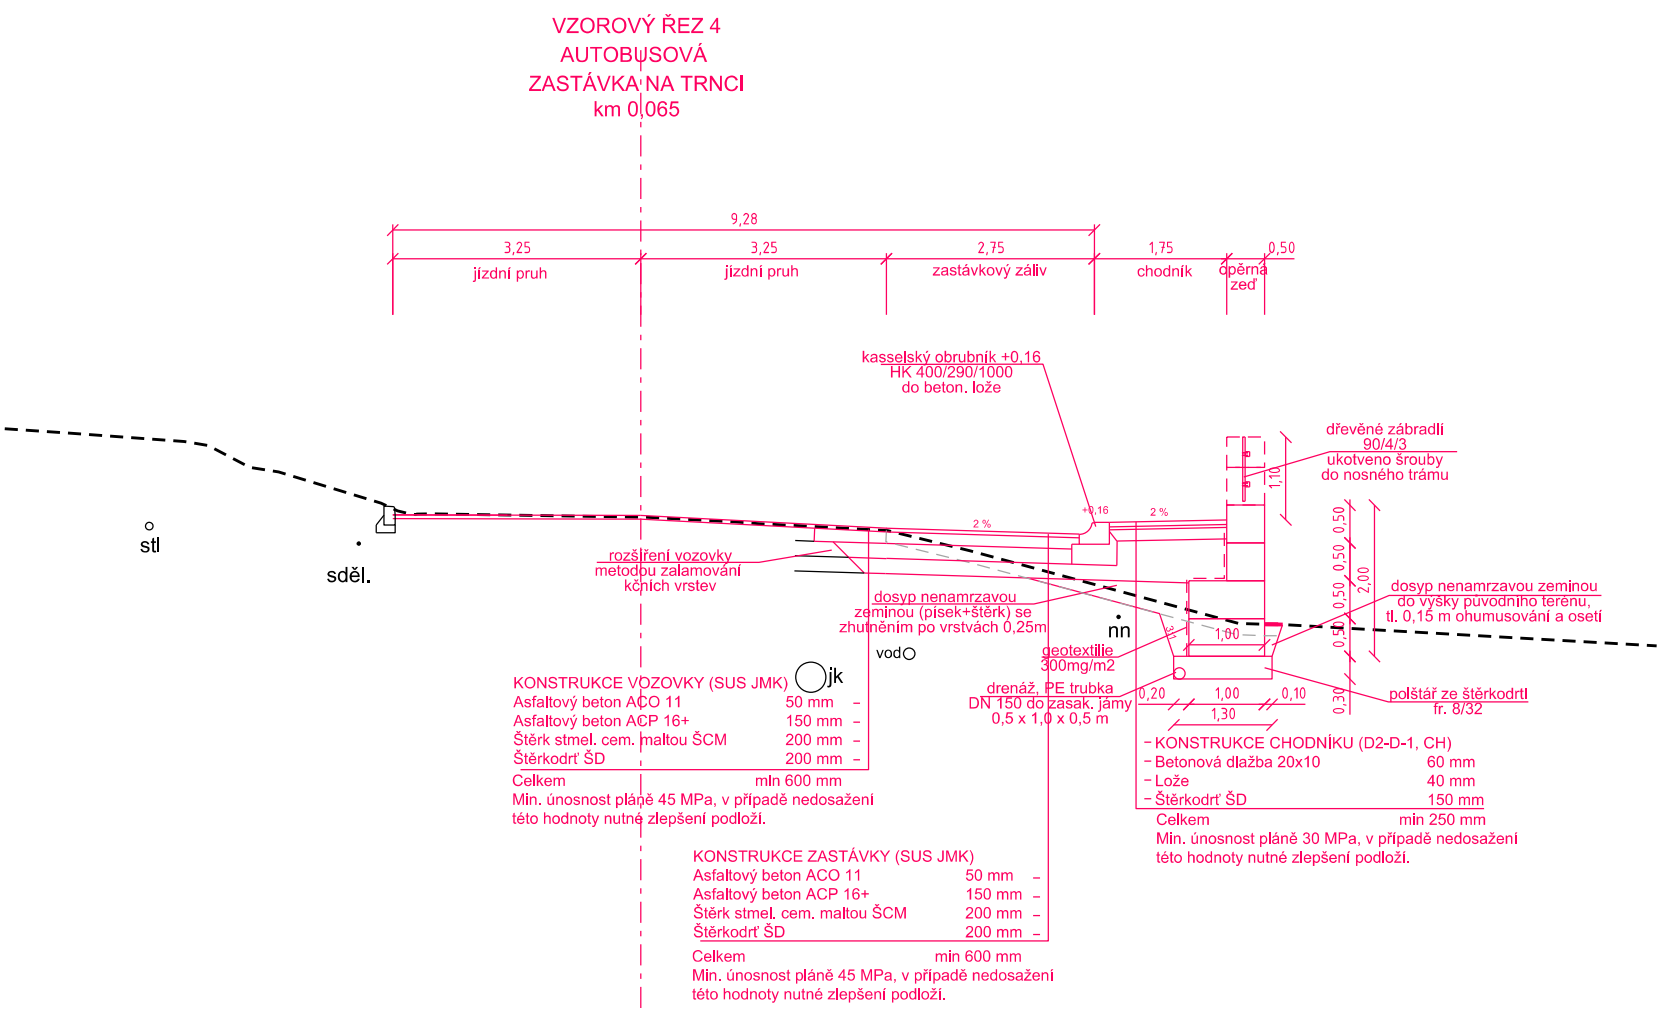 VZOROVÝ ŘEZ 4
AUTOBUSOVÁ
ZASTÁVKA NA TRNCI
km 0,065
9,28
3,25
3,25
2,75
1,75
0,50
jízdní pruh
jízdní pruh
zastávkový záliv
chodník
opěrná
zeď
kasselský obrubník +0,16
HK 400/290/1000
do beton. lože
dřevěné zábradlí
90/4/3
ukotveno šrouby
do nosného trámu
1,10
+0,16
2 %
2 %
0,50
0,50
0,50
0,50
2,00
0,30
stl
sděl.
rozšíření vozovky
metodou zalamování
kčních vrstev
dosyp nenamrzavou
zeminou (písek+štěrk) se
zhutněním po vrstvách 0,25m
dosyp nenamrzavou zeminou
do výšky původního terénu,
tl. 0,15 m ohumusování a osetí
nn
3/1
1,00
vod
jk
geotextilie
300mg/m2
drenáž, PE trubka
DN 150 do zasak. jámy
0,5 x 1,0 x 0,5 m
0,20
1,00
0,10
1,30
polštář ze štěrkodrtí
fr. 8/32
KONSTRUKCE VOZOVKY (SUS JMK)
Asfaltový beton ACO 11 50 mm –
Asfaltový beton ACP 16+ 150 mm –
Štěrk stmel. cem. maltou ŠCM 200 mm –
Štěrkodrť ŠD 200 mm –
Celkem min 600 mm
Min. únosnost pláně 45 MPa, v případě nedosažení
této hodnoty nutné zlepšení podloží.
– KONSTRUKCE CHODNÍKU (D2-D-1, CH)
– Betonová dlažba 20x10 60 mm
– Lože 40 mm
– Štěrkodrť ŠD 150 mm
Celkem min 250 mm
Min. únosnost pláně 30 MPa, v případě nedosažení
této hodnoty nutné zlepšení podloží.
KONSTRUKCE ZASTÁVKY (SUS JMK)
Asfaltový beton ACO 11 50 mm –
Asfaltový beton ACP 16+ 150 mm –
Štěrk stmel. cem. maltou ŠCM 200 mm –
Štěrkodrť ŠD 200 mm –
Celkem min 600 mm
Min. únosnost pláně 45 MPa, v případě nedosažení
této hodnoty nutné zlepšení podloží.